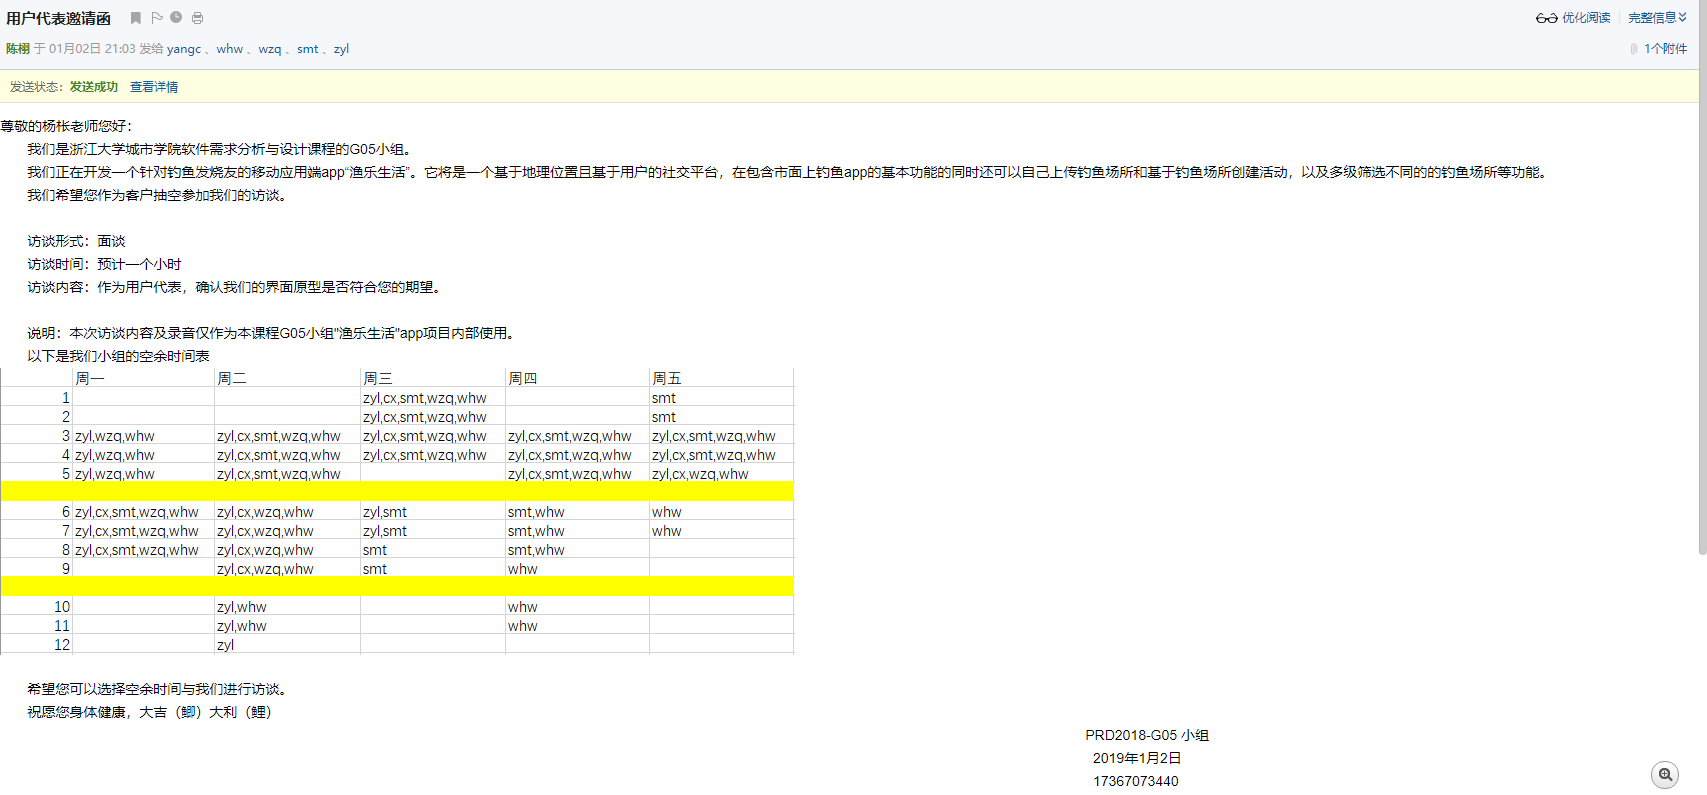 用户代表邀请函
优化阅读 完整信息
陈栩 于 01月02日 21:03 发给 yangc 、whw 、wzq 、smt 、zyl
1个附件
发送状态：发送成功 查看详情
尊敬的杨枨老师您好：
我们是浙江大学城市学院软件需求分析与设计课程的G05小组。
我们正在开发一个针对钓鱼发烧友的移动应用端app“渔乐生活”。它将是一个基于地理位置且基于用户的社交平台，在包含市面上钓鱼app的基本功能的同时还可以自己上传钓鱼场所和基于钓鱼场所创建活动，以及多级筛选不同的的钓鱼场所等功能。
我们希望您作为客户抽空参加我们的访谈。
访谈形式：面谈
访谈时间：预计一个小时
访谈内容：作为用户代表，确认我们的界面原型是否符合您的期望。
说明：本次访谈内容及录音仅作为本课程G05小组"渔乐生活"app项目内部使用。
以下是我们小组的空余时间表
周一 周二 周三 周四 周五
1 zyl,cx,smt,wzq,whw smt
2 zyl,cx,smt,wzq,whw smt
3 zyl,wzq,whw zyl,cx,smt,wzq,whw zyl,cx,smt,wzq,whw zyl,cx,smt,wzq,whw zyl,cx,smt,wzq,whw
4 zyl,wzq,whw zyl,cx,smt,wzq,whw zyl,cx,smt,wzq,whw zyl,cx,smt,wzq,whw zyl,cx,smt,wzq,whw
5 zyl,wzq,whw zyl,cx,smt,wzq,whw zyl,cx,smt,wzq,whw zyl,cx,wzq,whw
6 zyl,cx,smt,wzq,whw zyl,cx,wzq,whw zyl,smt smt,whw whw
7 zyl,cx,smt,wzq,whw zyl,cx,wzq,whw zyl,smt smt,whw whw
8 zyl,cx,smt,wzq,whw zyl,cx,wzq,whw smt smt,whw
9 zyl,cx,wzq,whw smt whw
10 zyl,whw whw
11 zyl,whw whw
12 zyl
希望您可以选择空余时间与我们进行访谈。
祝愿您身体健康，大吉（鲫）大利（鲤）
PRD2018-G05 小组
2019年1月2日
17367073440